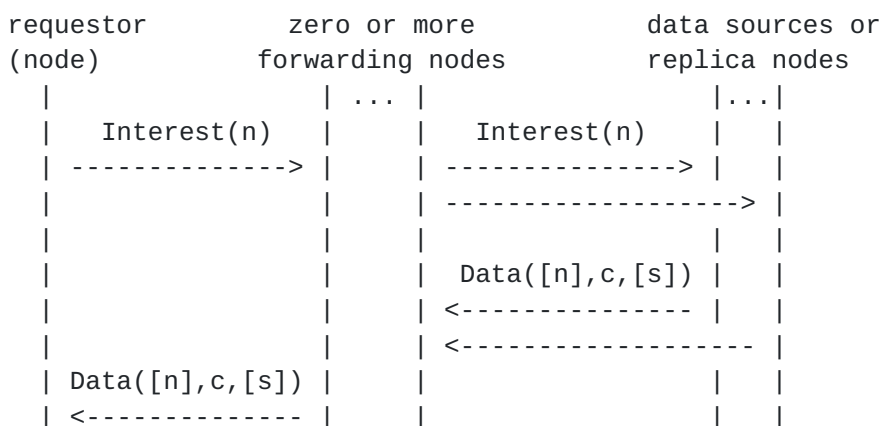 requestor zero or more data sources or
(node) forwarding nodes replica nodes
| | ... | |...|
| Interest(n) | | Interest(n) | |
| --------------> | | ---------------> | |
| | | -------------------> |
| | | | |
| | | Data([n],c,[s]) | |
| | | <--------------- | |
| | | <------------------- |
| Data([n],c,[s]) | | | |
| <-------------- | | | |